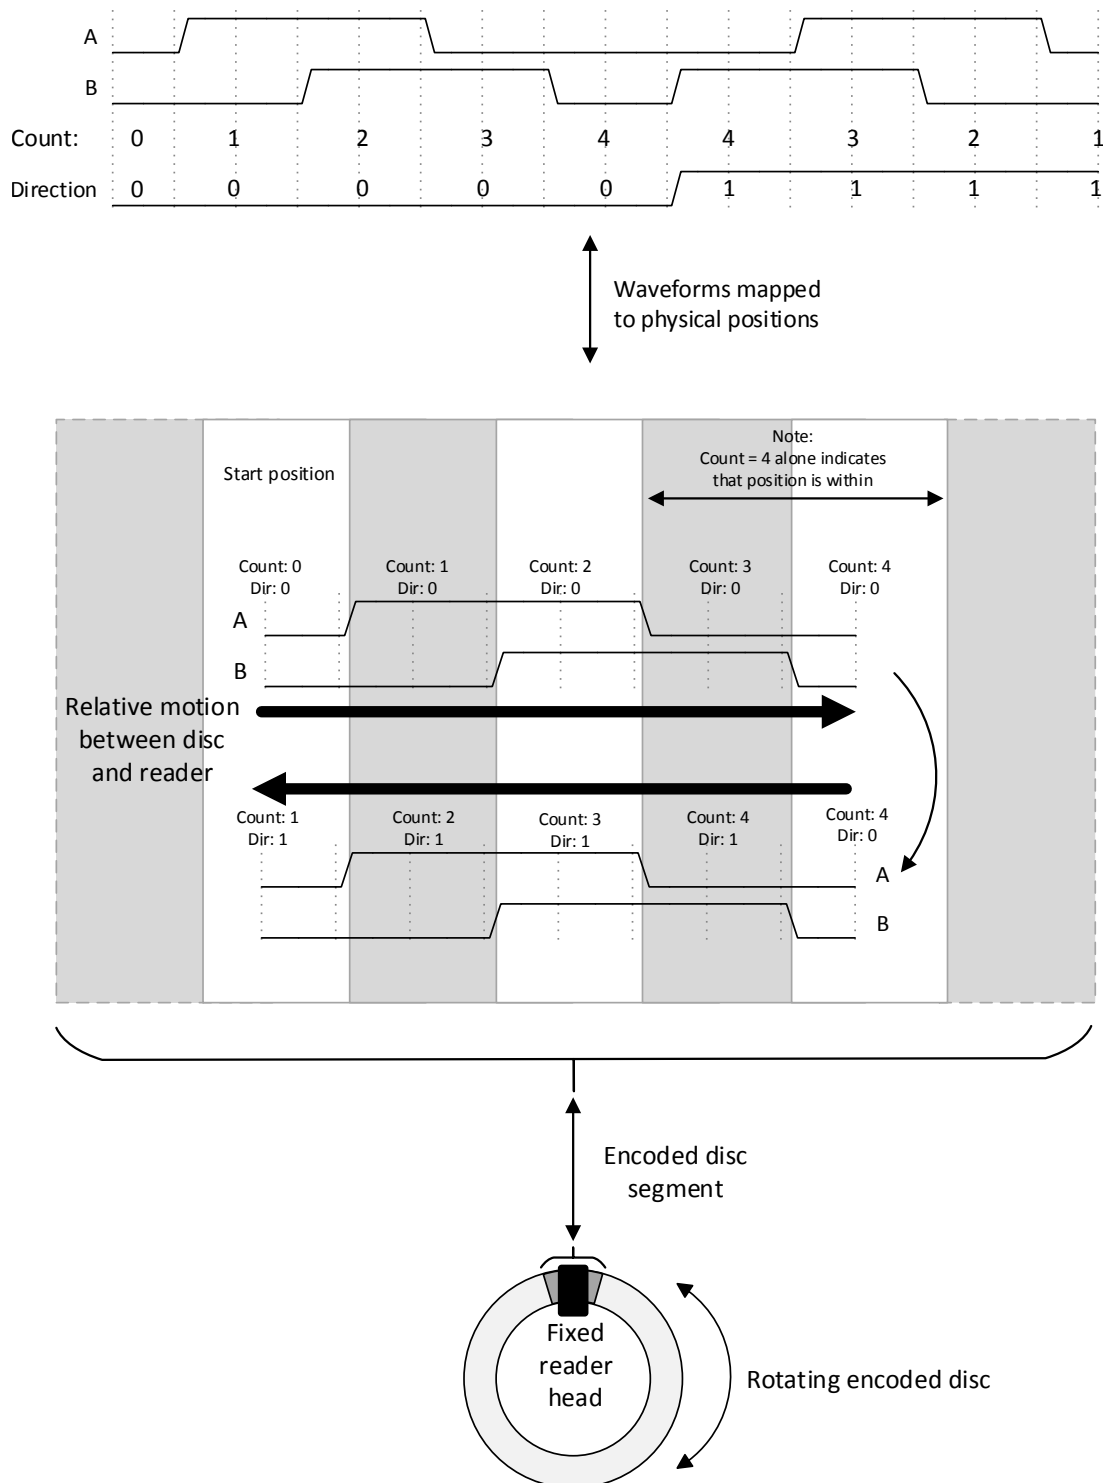 A
B
Count: 0 1 2 3 4 4 3 2 1
Direction 0 0 0 0 0 1 1 1 1
Waveforms mapped
to physical positions
Note:
Count = 4 alone indicates
that position is within
Start position
Count: 0 Count: 1 Count: 2 Count: 3 Count: 4
Dir: 0 Dir: 0 Dir: 0 Dir: 0 Dir: 0
A
B
Relative motion
between disc
and reader
Count: 1 Count: 2 Count: 3 Count: 4 Count: 4
Dir: 1 Dir: 1 Dir: 1 Dir: 1 Dir: 0
A
B
Encoded disc
segment
Fixed
reader
head
Rotating encoded disc